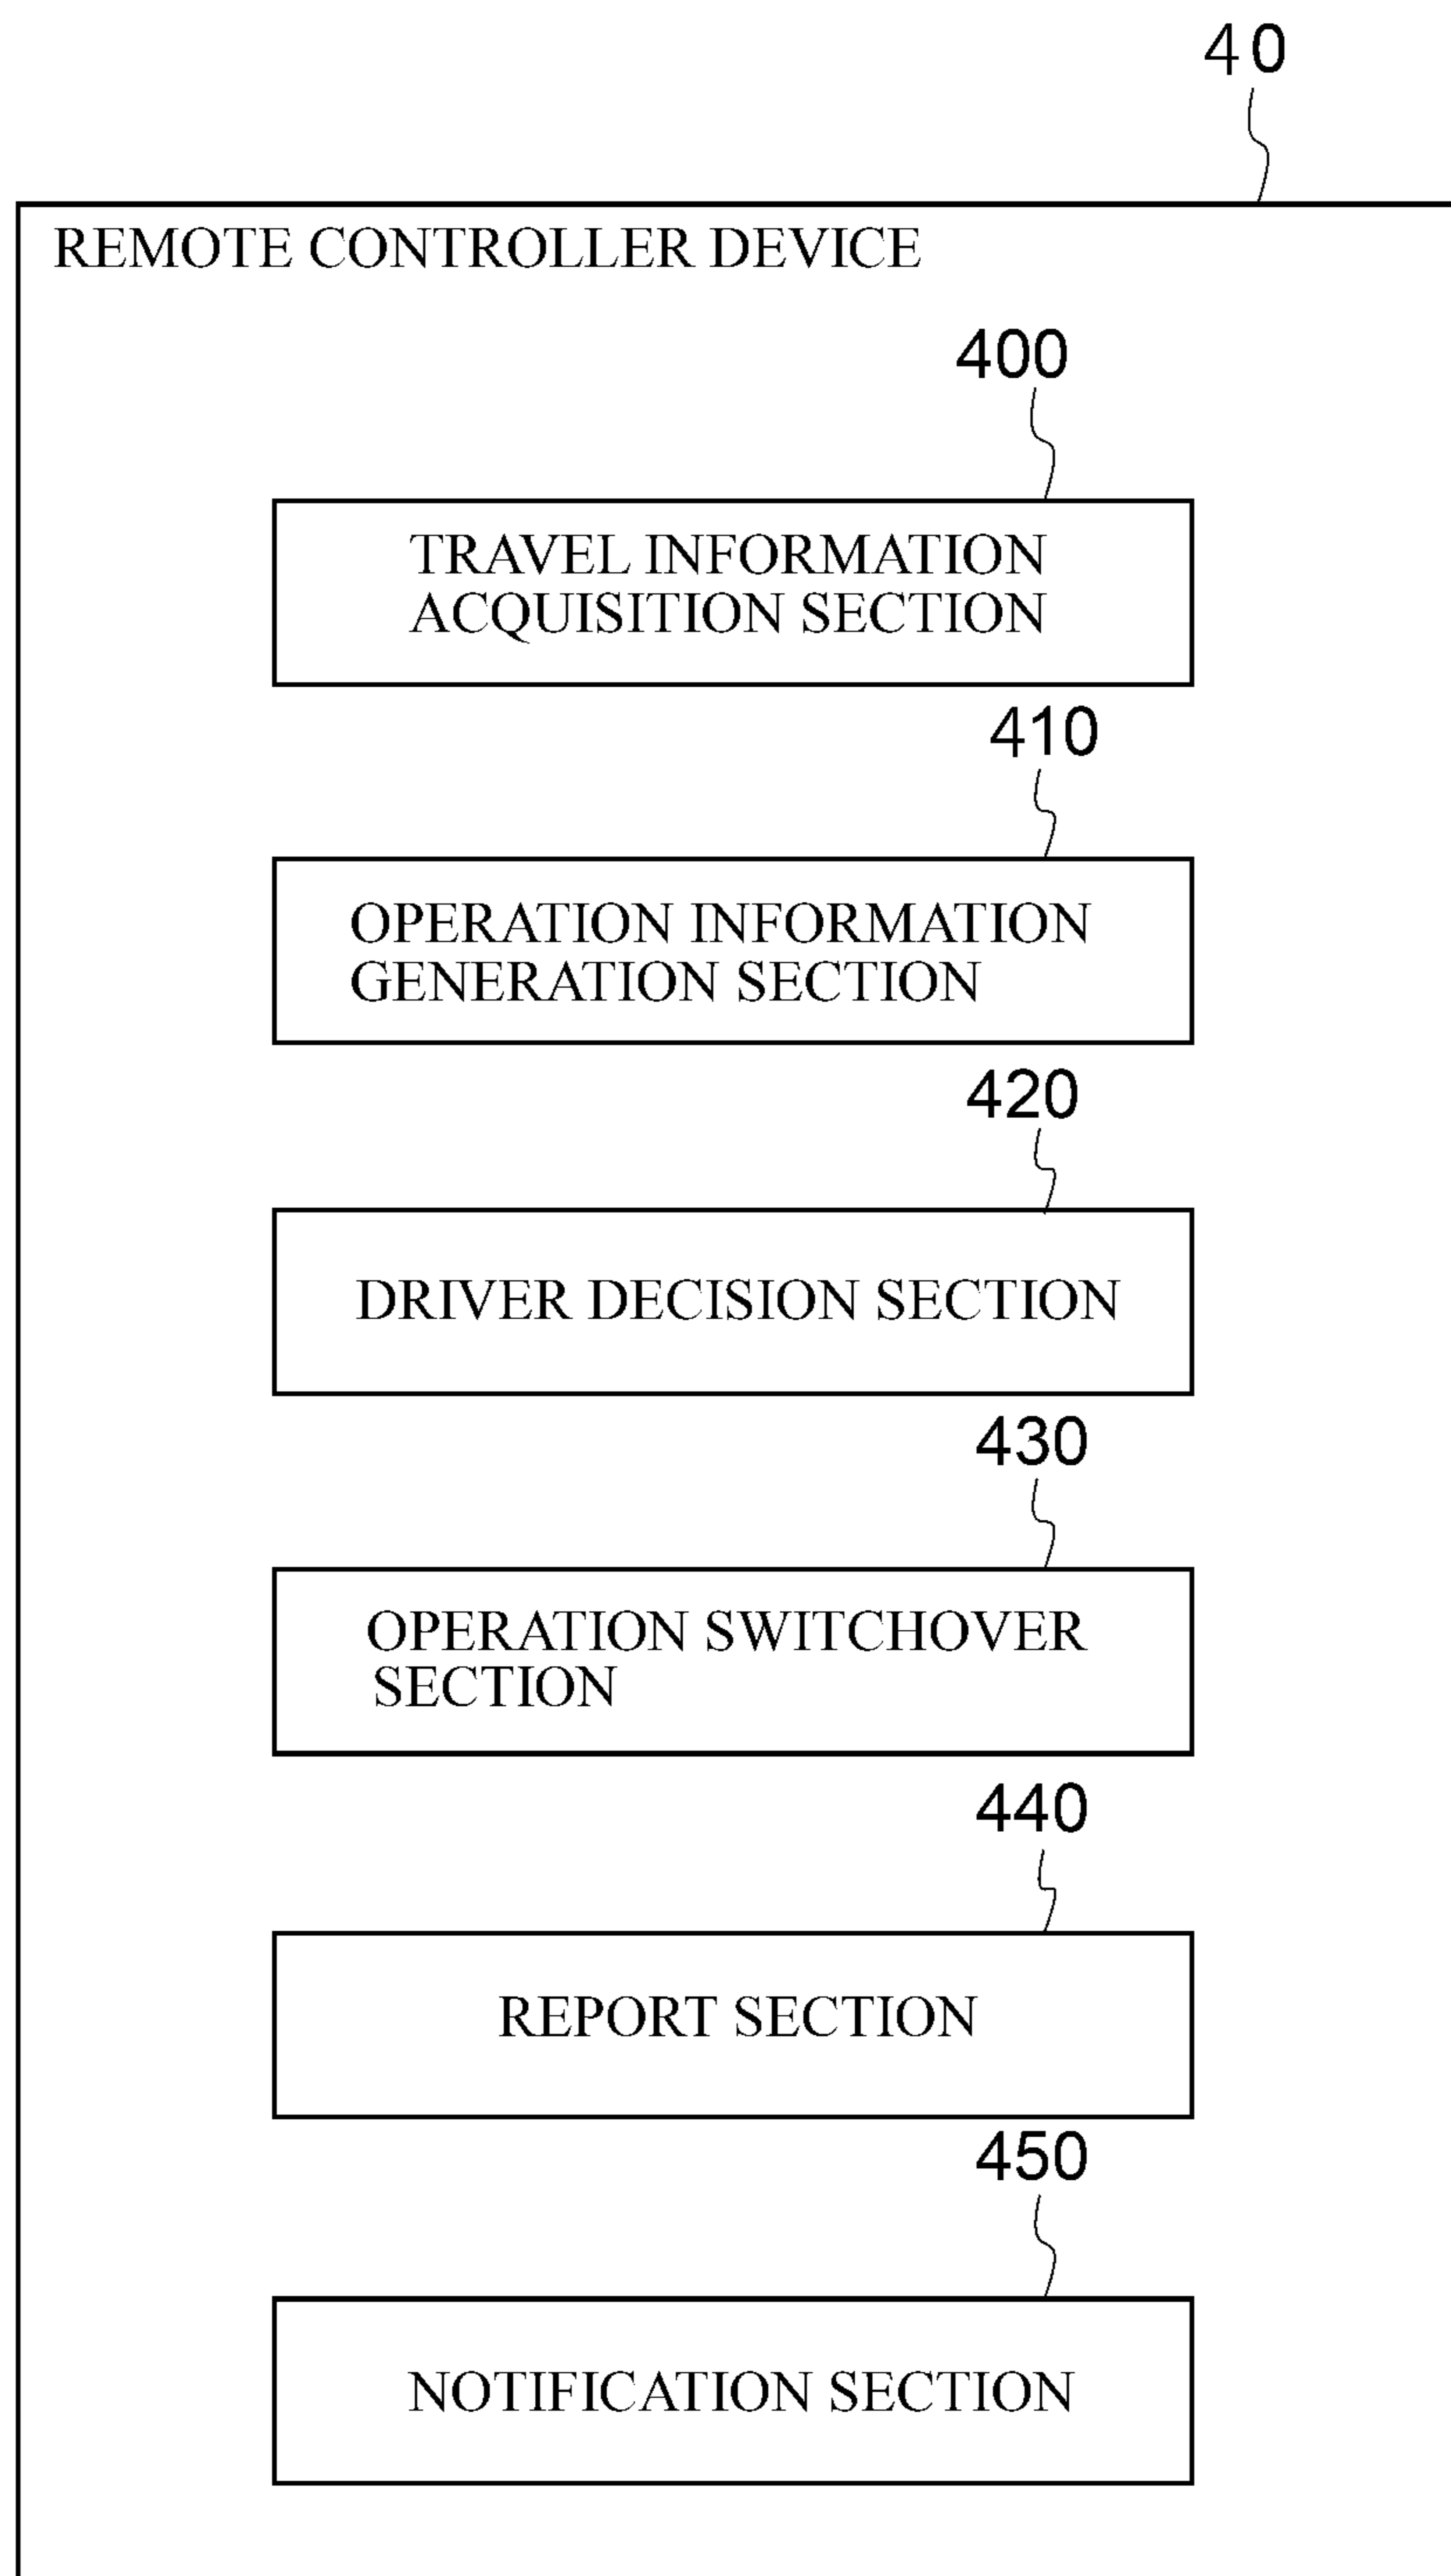 40
REMOTE CONTROLLER DEVICE
400
TRAVEL INFORMATION
ACQUISITION SECTION
410
OPERATION INFORMATION
GENERATION SECTION
420
DRIVER DECISION SECTION
430
OPERATION SWITCHOVER
SECTION
440
REPORT SECTION
450
NOTIFICATION SECTION